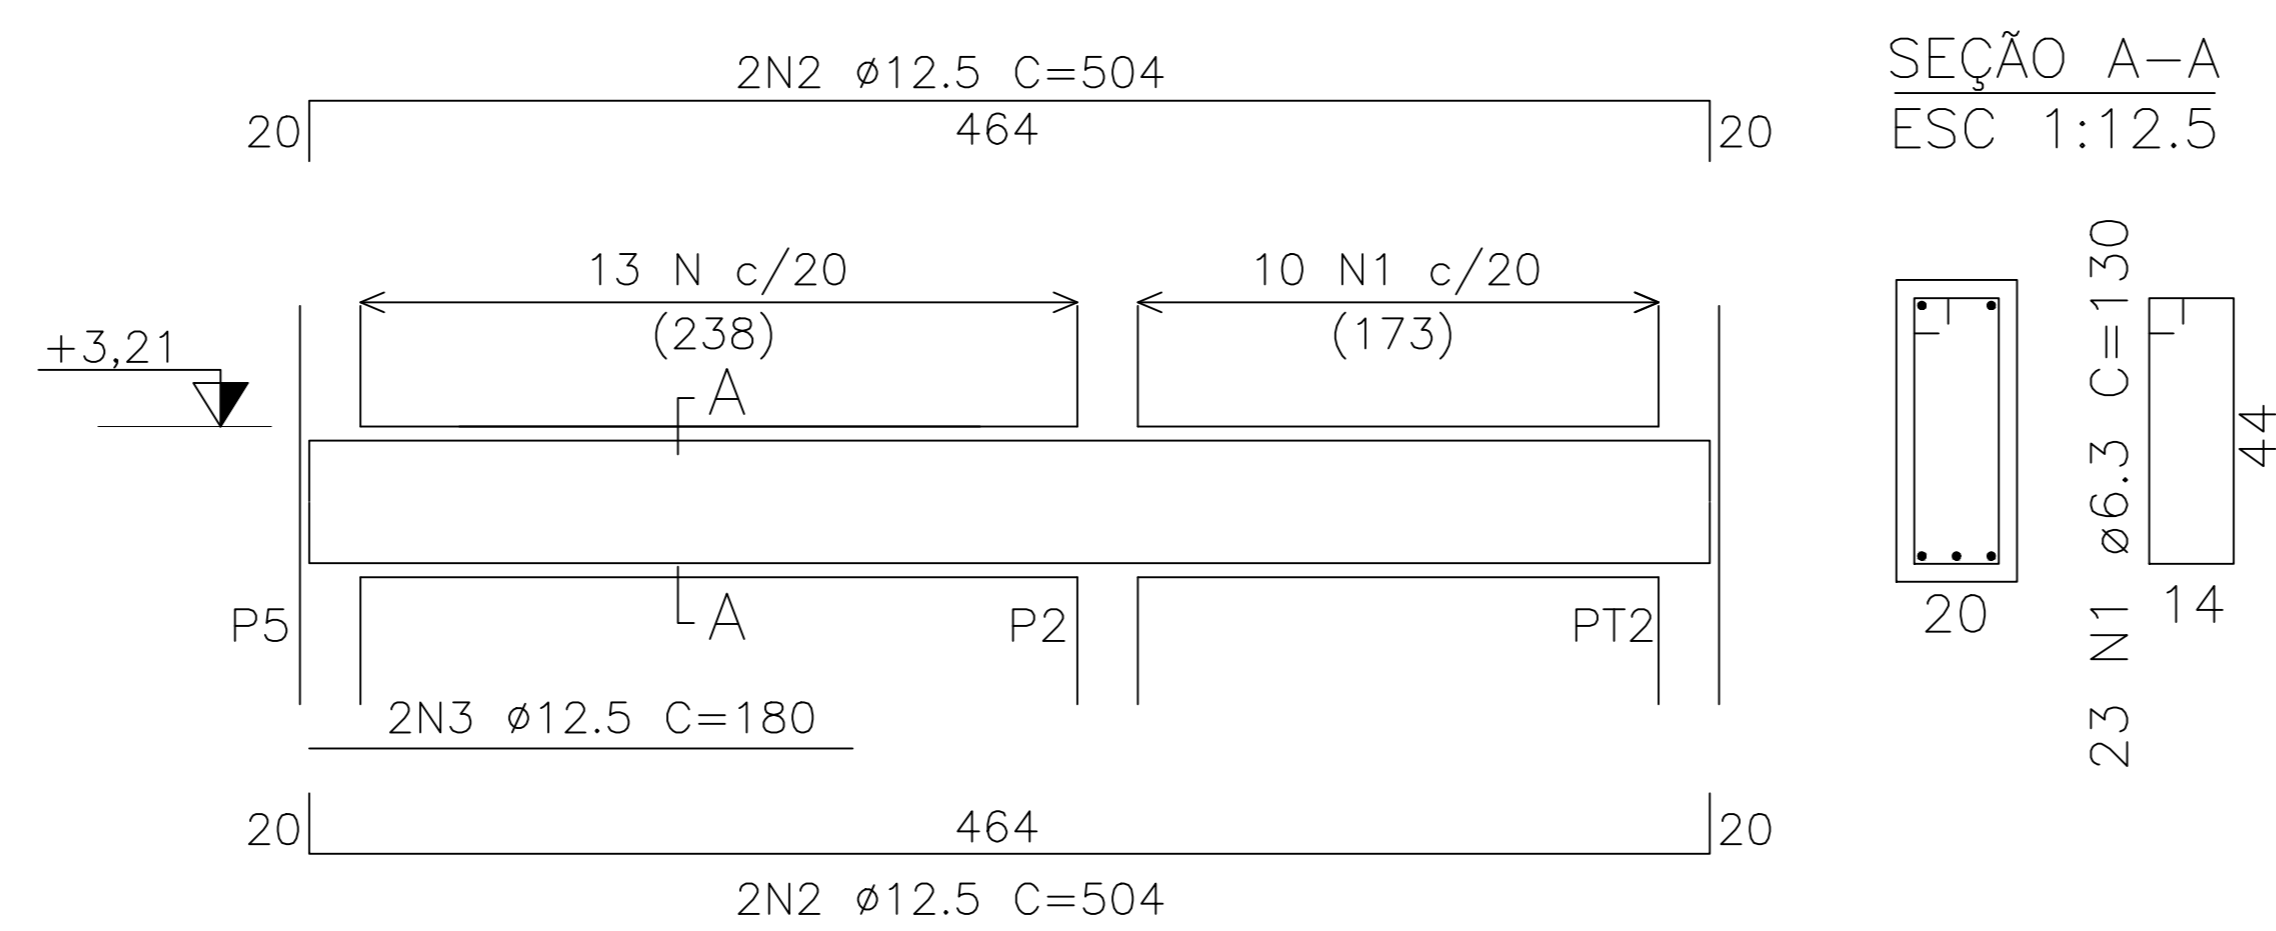 2N2 ø12.5 C=504
20
464
20
SEÇÃO A-A
ESC 1:12.5
13 N c/20
(238)
10 N1 c/20
(173)
+3,21
A
A
P5
P2
PT2
23 N1 ø6.3 C=130
44
20
14
2N3 ø12.5 C=180
20
464
20
2N2 ø12.5 C=504